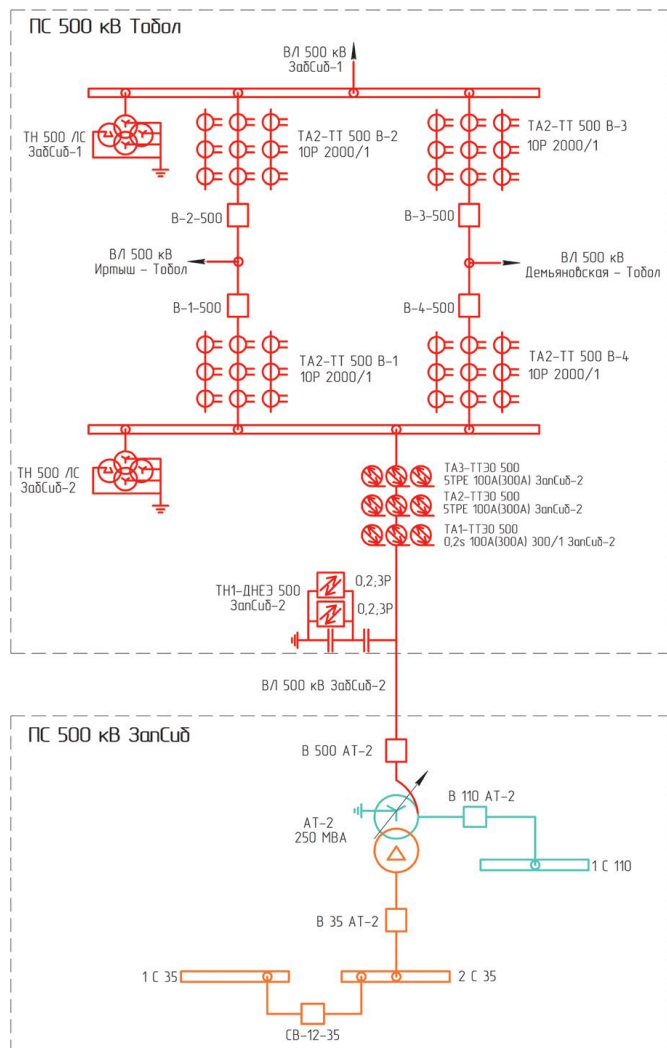 ПС 500 кВ Тобол
ВЛ 500 кВ
ЗабСиб-1
ТН 500 ЛС
ЗабСиб-1
ТА2-ТТ 500 В-2
10Р 2000/1
ТА2-ТТ 500 В-3
10Р 2000/1
В-2-500
В-3-500
ВЛ 500 кВ
Иртыш - Тобол
ВЛ 500 кВ
Демьяновская - Тобол
В-1-500
В-4-500
ТА2-ТТ 500 В-1
10Р 2000/1
ТА2-ТТ 500 В-4
10Р 2000/1
ТН 500 ЛС
ЗабСиб-2
ТА3-ТТЭО 500
5TPE 100А(300А) ЗапСиб-2
ТА2-ТТЭО 500
5TPE 100А(300А) ЗапСиб-2
ТА1-ТТЭО 500
0,2s 100А(300А) 300/1 ЗапСиб-2
ТН1-ДНЕЭ 500
ЗапСиб-2
0,2;3Р
0,2;3Р
ВЛ 500 кВ ЗабСиб-2
ПС 500 кВ ЗапСиб
В 500 АТ-2
В 110 АТ-2
АТ-2
250 МВА
1 С 110
В 35 АТ-2
1 С 35
2 С 35
СВ-12-35